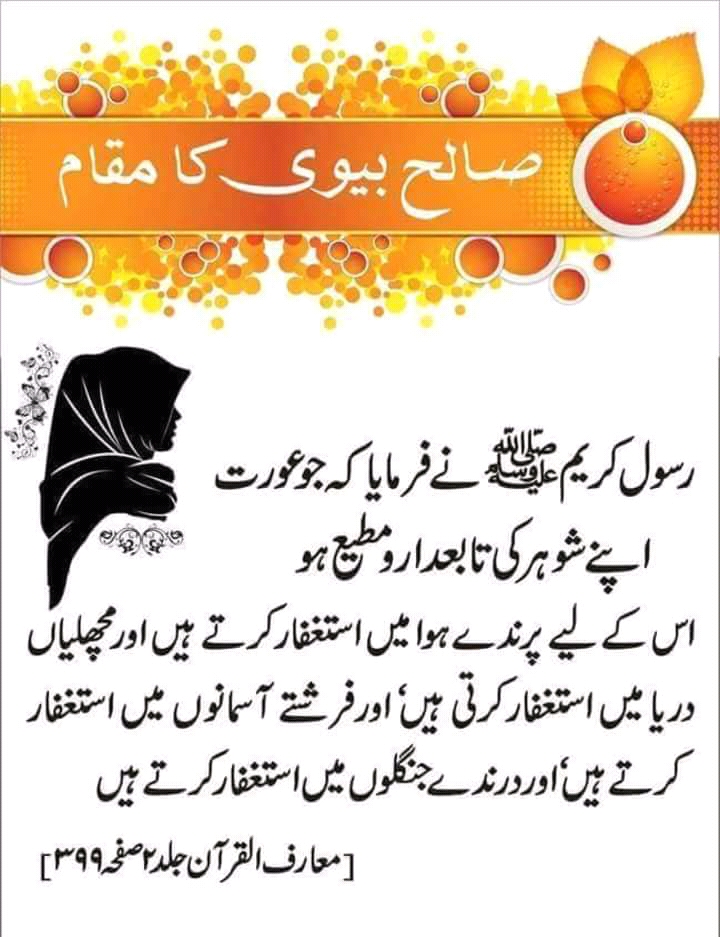 صالح بیوی کا مقام
رسول کریم ﷺ نے فرمایا کہ جو عورت
اپنے شوہر کی تابعدار و مطیع ہو
اس کے لیے پرندے ہوا میں استغفار کرتے ہیں اور مچھلیاں
دریا میں استغفار کرتی ہیں، اور فرشتے آسمانوں میں استغفار
کرتے ہیں، اور درندے جنگلوں میں استغفار کرتے ہیں
[معارف القرآن جلد ۲ صفحہ ۳۹۹]